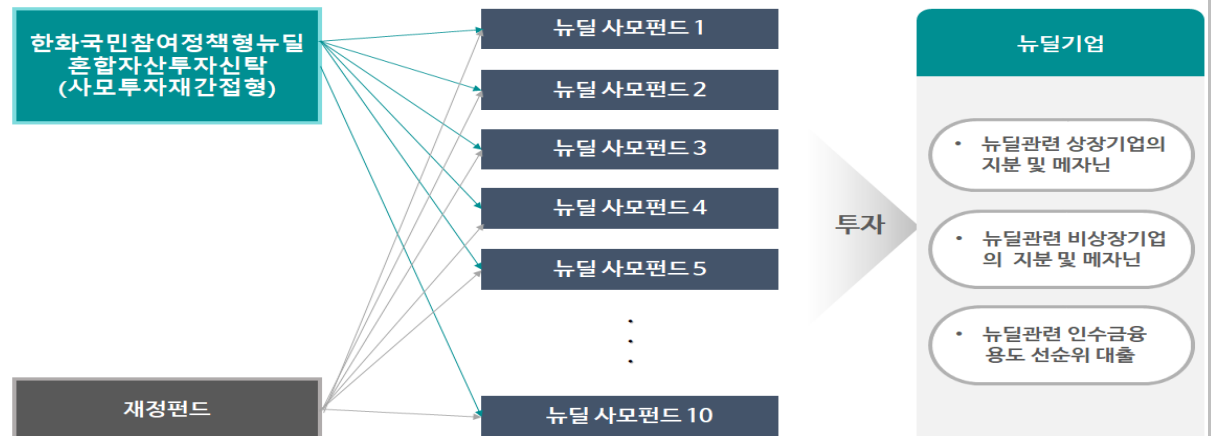 한화국민참여정책형뉴딜
혼합자산투자신탁
(사모투자재간접형)
재정펀드
뉴딜 사모펀드 1
뉴딜 사모펀드 2
뉴딜 사모펀드 3
뉴딜 사모펀드 4
뉴딜 사모펀드 5
뉴딜 사모펀드 10
투자
뉴딜기업
• 뉴딜관련 상장기업의
지분 및 메자닌
• 뉴딜관련 비상장기업
의 지분 및 메자닌
• 뉴딜관련 인수금융
용도 선순위 대출